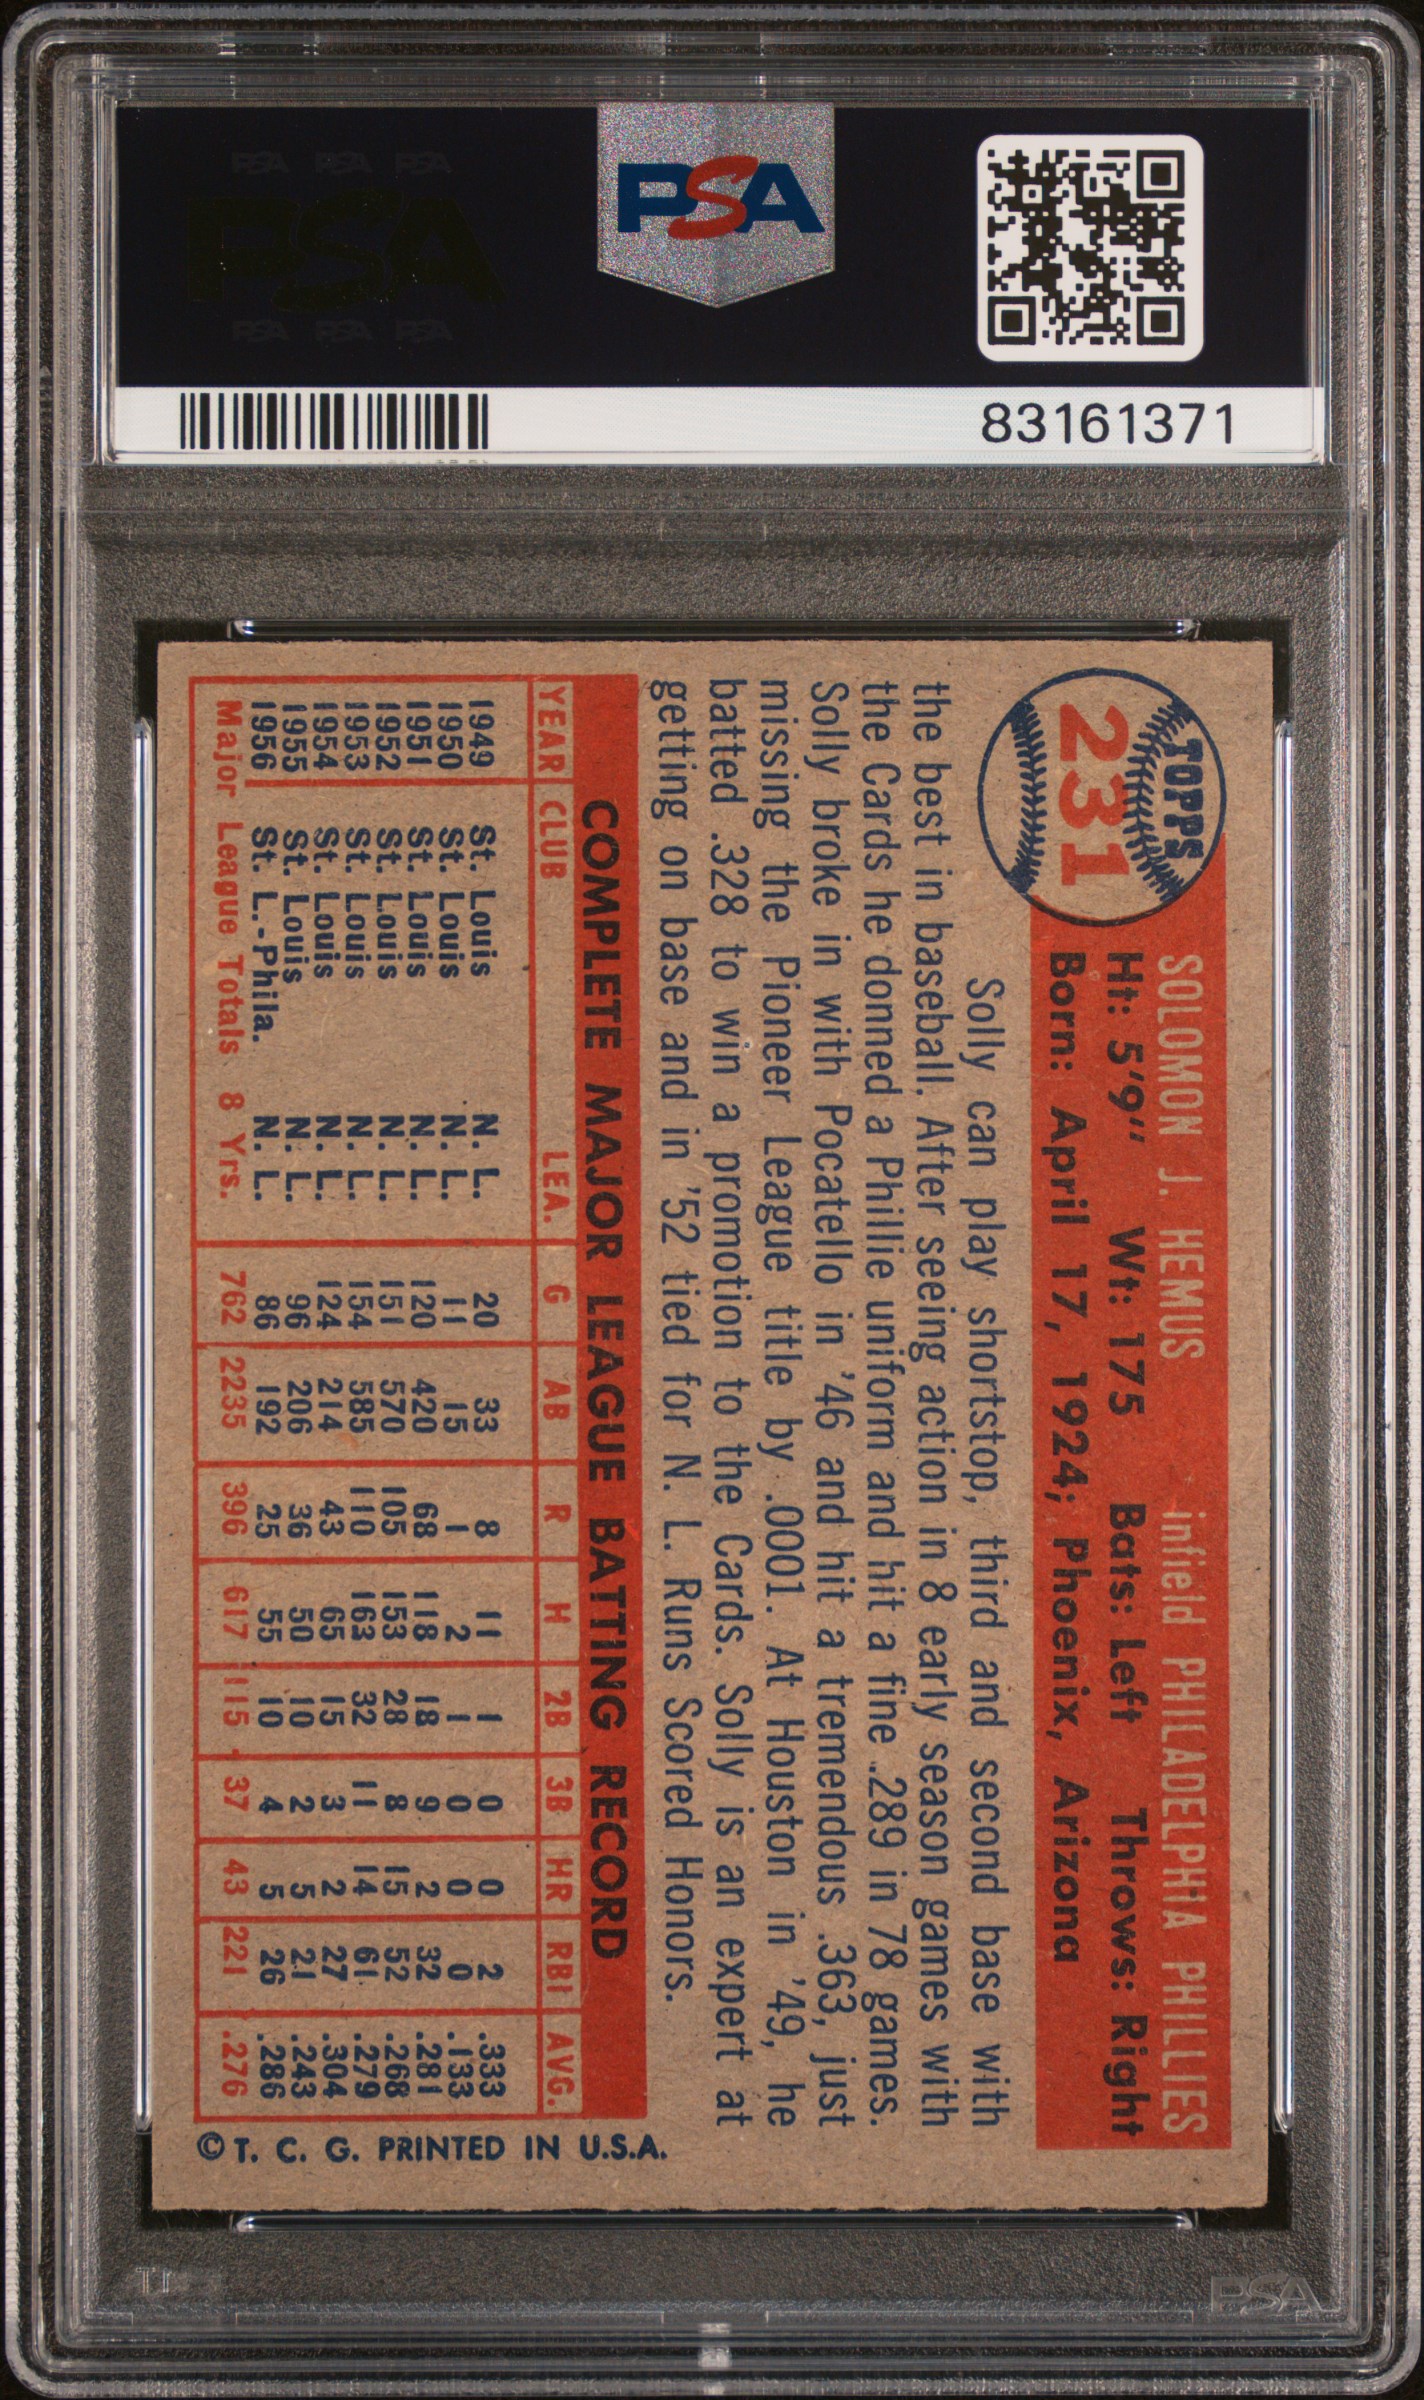 PSA PSA PSA
PSA
PSA PSA PSA
PSA
83161371
TOPPS
231
SOLOMON J. HEMUS infield PHILADELPHIA PHILLIES
Ht: 5'9" Wt: 175 Bats: Left Throws: Right
Born: April 17, 1924; Phoenix, Arizona
Solly can play shortstop, third and second base with
the best in baseball. After seeing action in 8 early season games with
the Cards he donned a Phillie uniform and hit a fine .289 in 78 games.
Solly broke in with Pocatello in '46 and hit a tremendous .363, just
missing the Pioneer League title by .0001. At Houston in '49, he
batted .328 to win a promotion to the Cards. Solly is an expert at
getting on base and in '52 tied for N. L. Runs Scored Honors.
COMPLETE MAJOR LEAGUE BATTING RECORD
YEAR CLUB LEA. G AB R H 2B 3B HR RBI AVG.
1949 St. Louis N. L. 20 33 8 11 1 0 0 2 .333
1950 St. Louis N. L. 11 15 1 2 1 0 0 0 .133
1951 St. Louis N. L. 120 420 68 118 18 9 2 32 .281
1952 St. Louis N. L. 151 570 105 153 28 8 15 52 .268
1953 St. Louis N. L. 154 585 110 163 32 11 14 61 .279
1954 St. Louis N. L. 124 214 43 65 15 3 2 27 .304
1955 St. Louis N. L. 96 206 36 50 10 2 5 21 .243
1956 St. L.-Phila. N. L. 86 192 25 55 10 4 5 26 .286
Major League Totals 8 Yrs. 762 2235 396 617 115 37 43 221 .276
© T. C. G. PRINTED IN U.S.A.
PSA